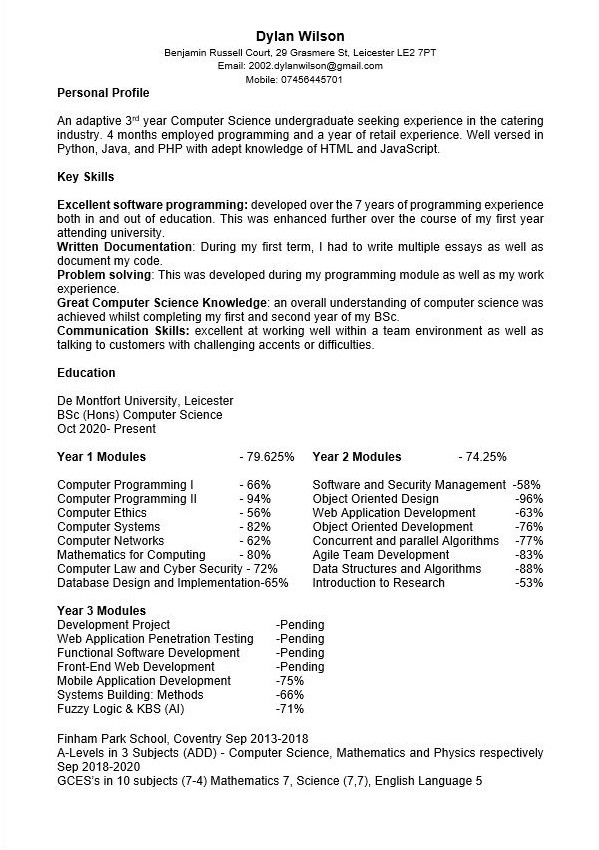 Dylan Wilson
Benjamin Russell Court, 29 Grasmere St, Leicester LE2 7PT
Email: 2002.dylanwilson@gmail.com
Mobile: 07456445701
Personal Profile
An adaptive 3rd year Computer Science undergraduate seeking experience in the catering
industry. 4 months employed programming and a year of retail experience. Well versed in
Python, Java, and PHP with adept knowledge of HTML and JavaScript.
Key Skills
Excellent software programming: developed over the 7 years of programming experience
both in and out of education. This was enhanced further over the course of my first year
attending university.
Written Documentation: During my first term, I had to write multiple essays as well as
document my code.
Problem solving: This was developed during my programming module as well as my work
experience.
Great Computer Science Knowledge: an overall understanding of computer science was
achieved whilst completing my first and second year of my BSc.
Communication Skills: excellent at working well within a team environment as well as
talking to customers with challenging accents or difficulties.
Education
De Montfort University, Leicester
BSc (Hons) Computer Science
Oct 2020- Present
Year 1 Modules - 79.625% Year 2 Modules - 74.25%
Computer Programming I - 66% Software and Security Management -58%
Computer Programming II - 94% Object Oriented Design -96%
Computer Ethics - 56% Web Application Development -63%
Computer Systems - 82% Object Oriented Development -76%
Computer Networks - 62% Concurrent and parallel Algorithms -77%
Mathematics for Computing - 80% Agile Team Development -83%
Computer Law and Cyber Security - 72% Data Structures and Algorithms -88%
Database Design and Implementation-65% Introduction to Research -53%
Year 3 Modules
Development Project -Pending
Web Application Penetration Testing -Pending
Functional Software Development -Pending
Front-End Web Development -Pending
Mobile Application Development -75%
Systems Building: Methods -66%
Fuzzy Logic & KBS (AI) -71%
Finham Park School, Coventry Sep 2013-2018
A-Levels in 3 Subjects (ADD) - Computer Science, Mathematics and Physics respectively
Sep 2018-2020
GCES's in 10 subjects (7-4) Mathematics 7, Science (7,7), English Language 5